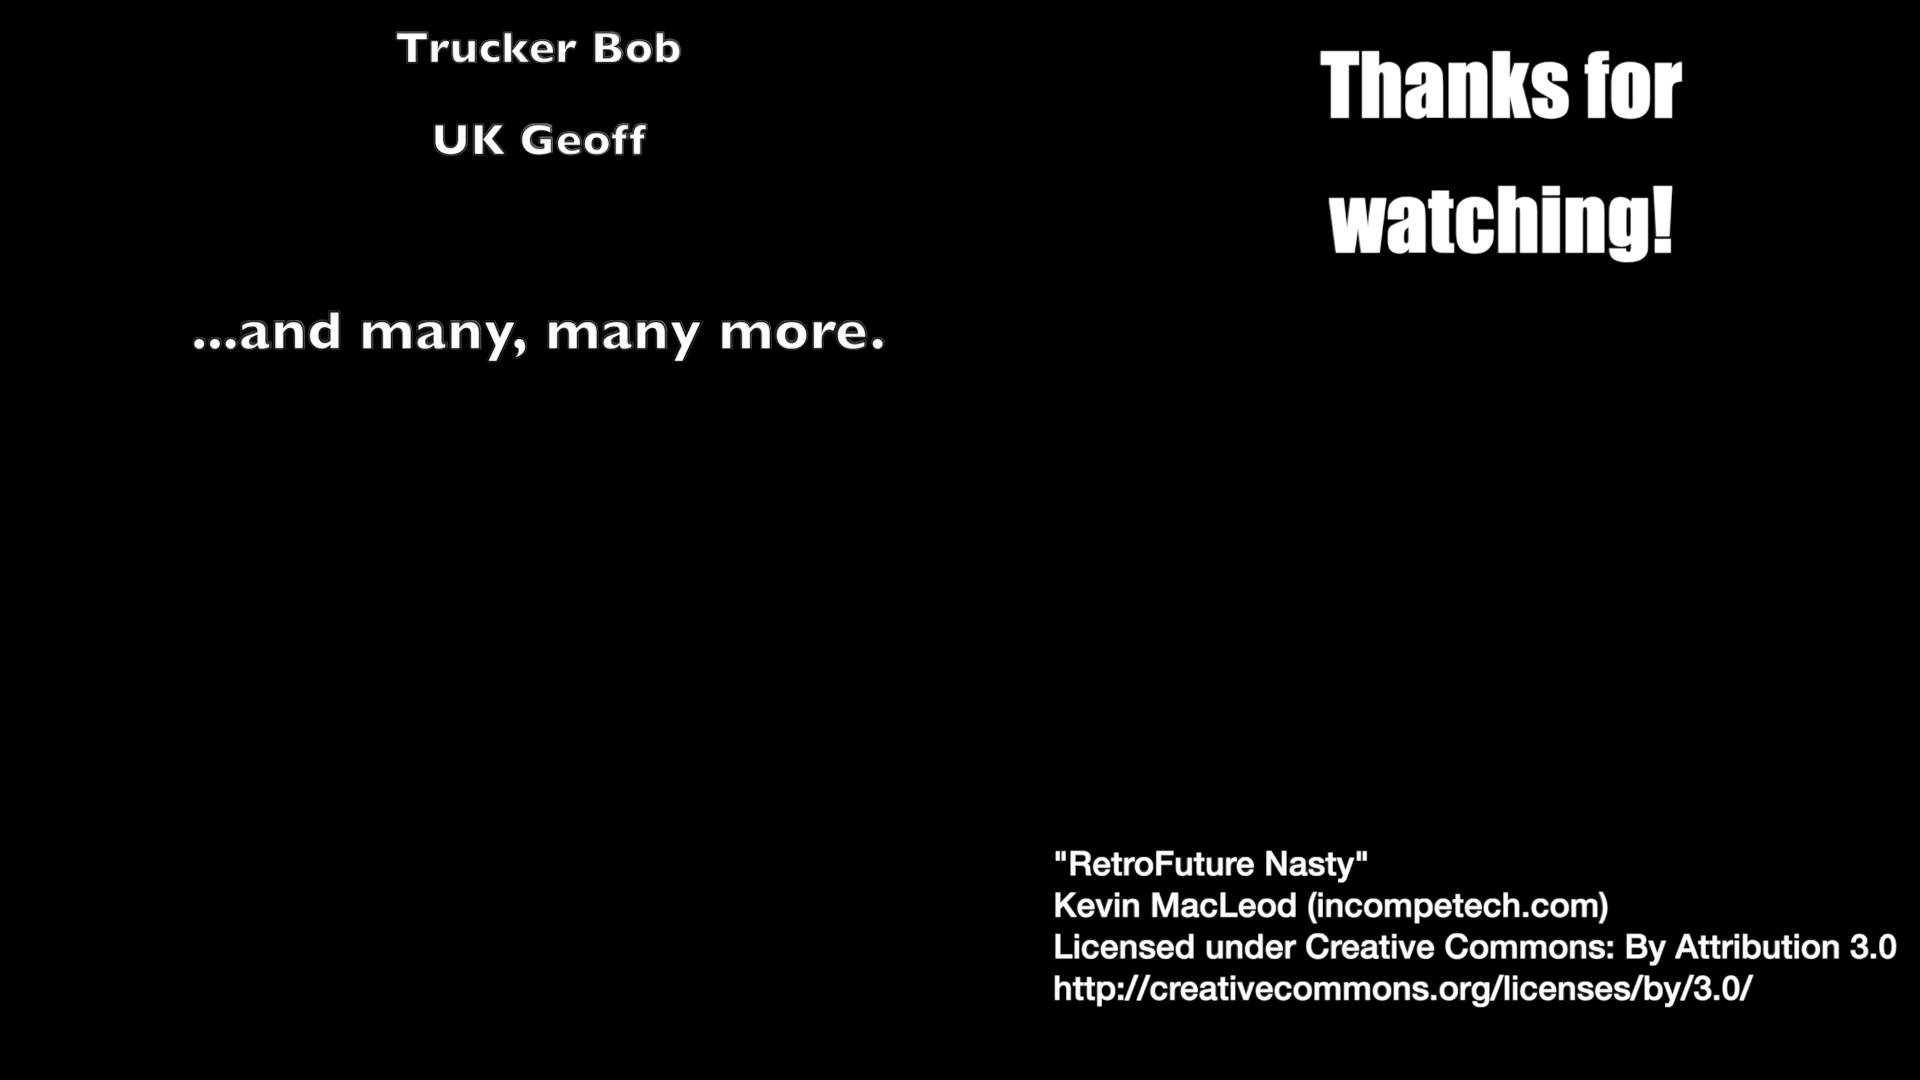 Trucker Bob
UK Geoff
...and many, many more.
Thanks for
watching!
"RetroFuture Nasty"
Kevin MacLeod (incompetech.com)
Licensed under Creative Commons: By Attribution 3.0
http://creativecommons.org/licenses/by/3.0/